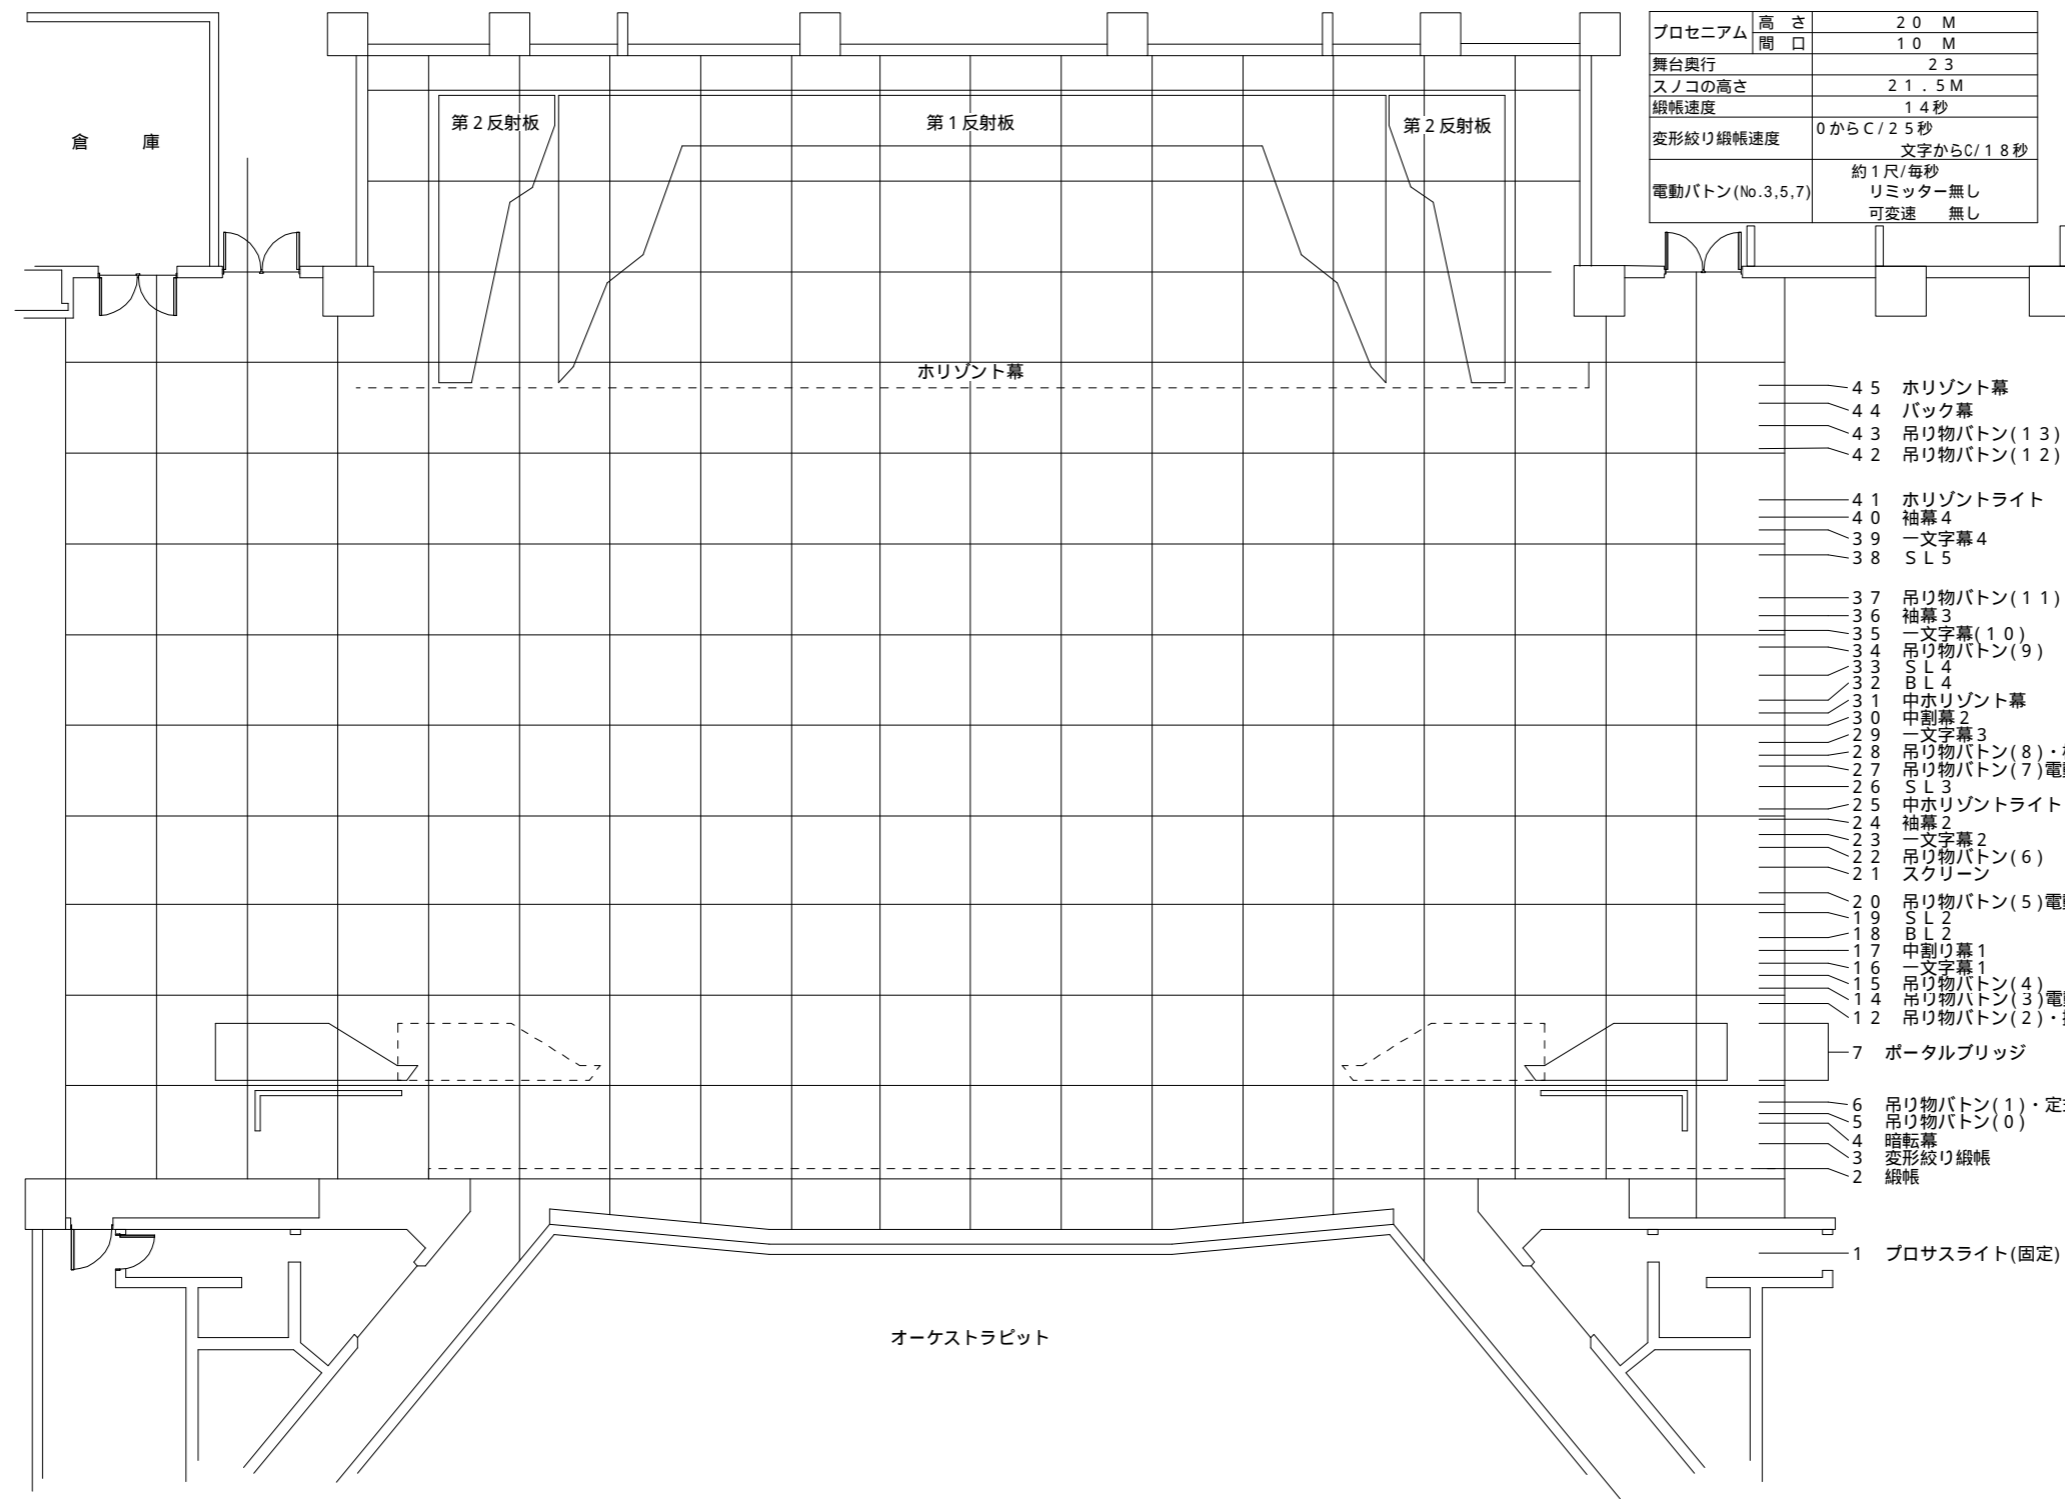 プロセニアム 高さ 20 M
間口 10 M
舞台奥行 23
スノコの高さ 21.5M
緞帳速度 14秒
変形絞り緞帳速度 0からC/25秒
文字からC/18秒
電動バトン(No.3,5,7) 約1尺/毎秒
リミッター無し
可変速 無し
倉 庫
第2反射板
第1反射板
第2反射板
ホリゾント幕
45 ホリゾント幕
44 バック幕
43 吊り物バトン(13)
42 吊り物バトン(12)
41 ホリゾントライト
40 袖幕4
39 一文字幕4
38 SL5
37 吊り物バトン(11)
36 袖幕3
35 一文字幕(10)
34 吊り物バトン(9)
33 SL4
32 BL4
31 中ホリゾント幕
30 中割幕2
29 一文字幕3
28 吊り物バトン(8)・
27 吊り物バトン(7)電
26 SL3
25 中ホリゾントライト
24 袖幕2
23 一文字幕2
22 吊り物バトン(6)
21 スクリーン
20 吊り物バトン(5)電
19 SL2
18 BL2
17 中割り幕1
16 一文字幕1
15 吊り物バトン(4)
14 吊り物バトン(3)電
12 吊り物バトン(2)・
7 ポータルブリッジ
6 吊り物バトン(1)・定
5 吊り物バトン(0)
4 暗転幕
3 変形絞り緞帳
2 緞帳
1 プロサスライト(固定)
オーケストラピット